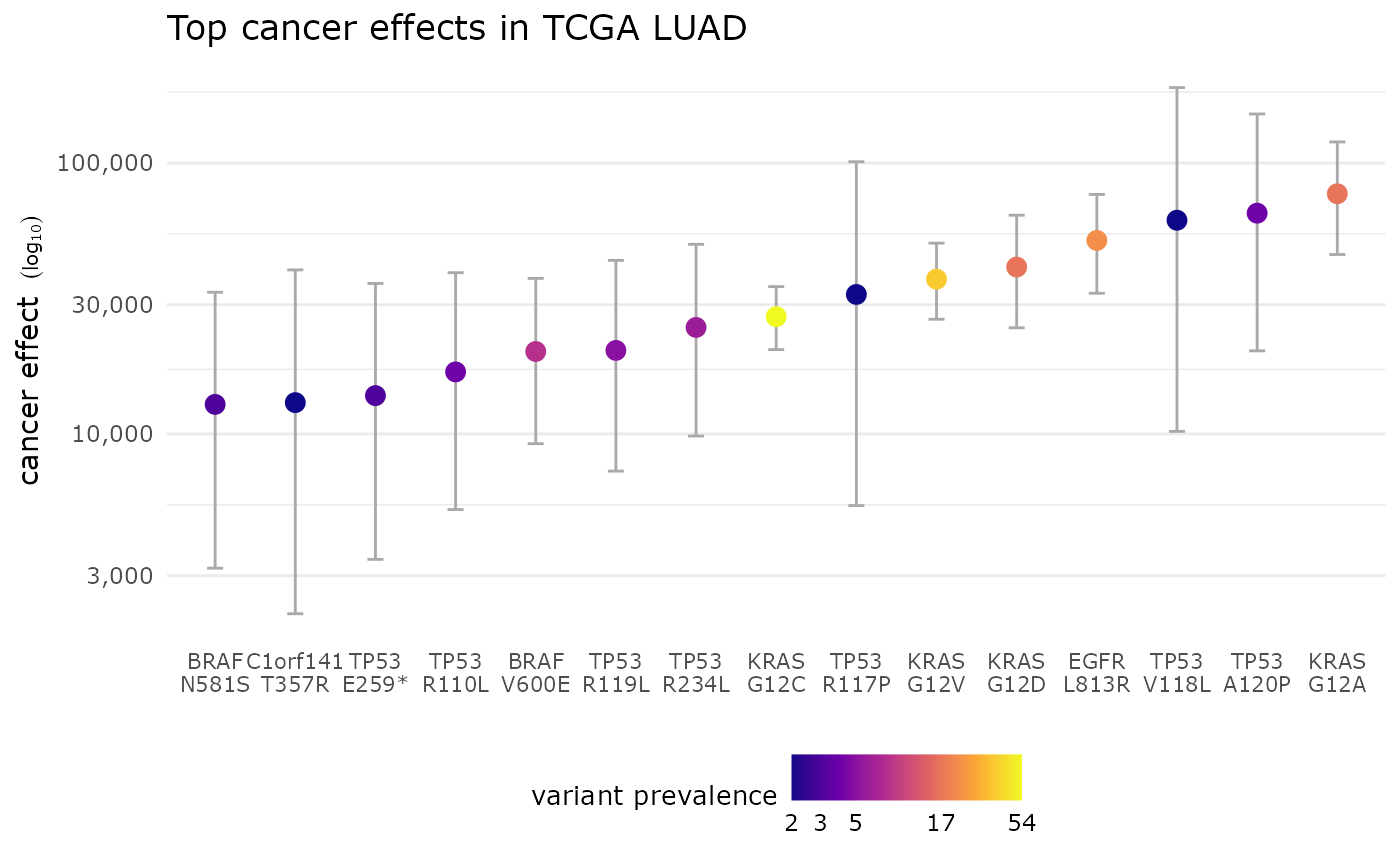 Top cancer effects in TCGA LUAD
cancer effect (log₁₀)
100,000
30,000
10,000
3,000
BRAF C1orf141 TP53 TP53 BRAF TP53 TP53 KRAS TP53 KRAS KRAS EGFR TP53 TP53 KRAS
N581S T357R E259* R110L V600E R119L R234L G12C R117P G12V G12D L813R V118L A120P G12A
variant prevalence
2 3 5 17 54